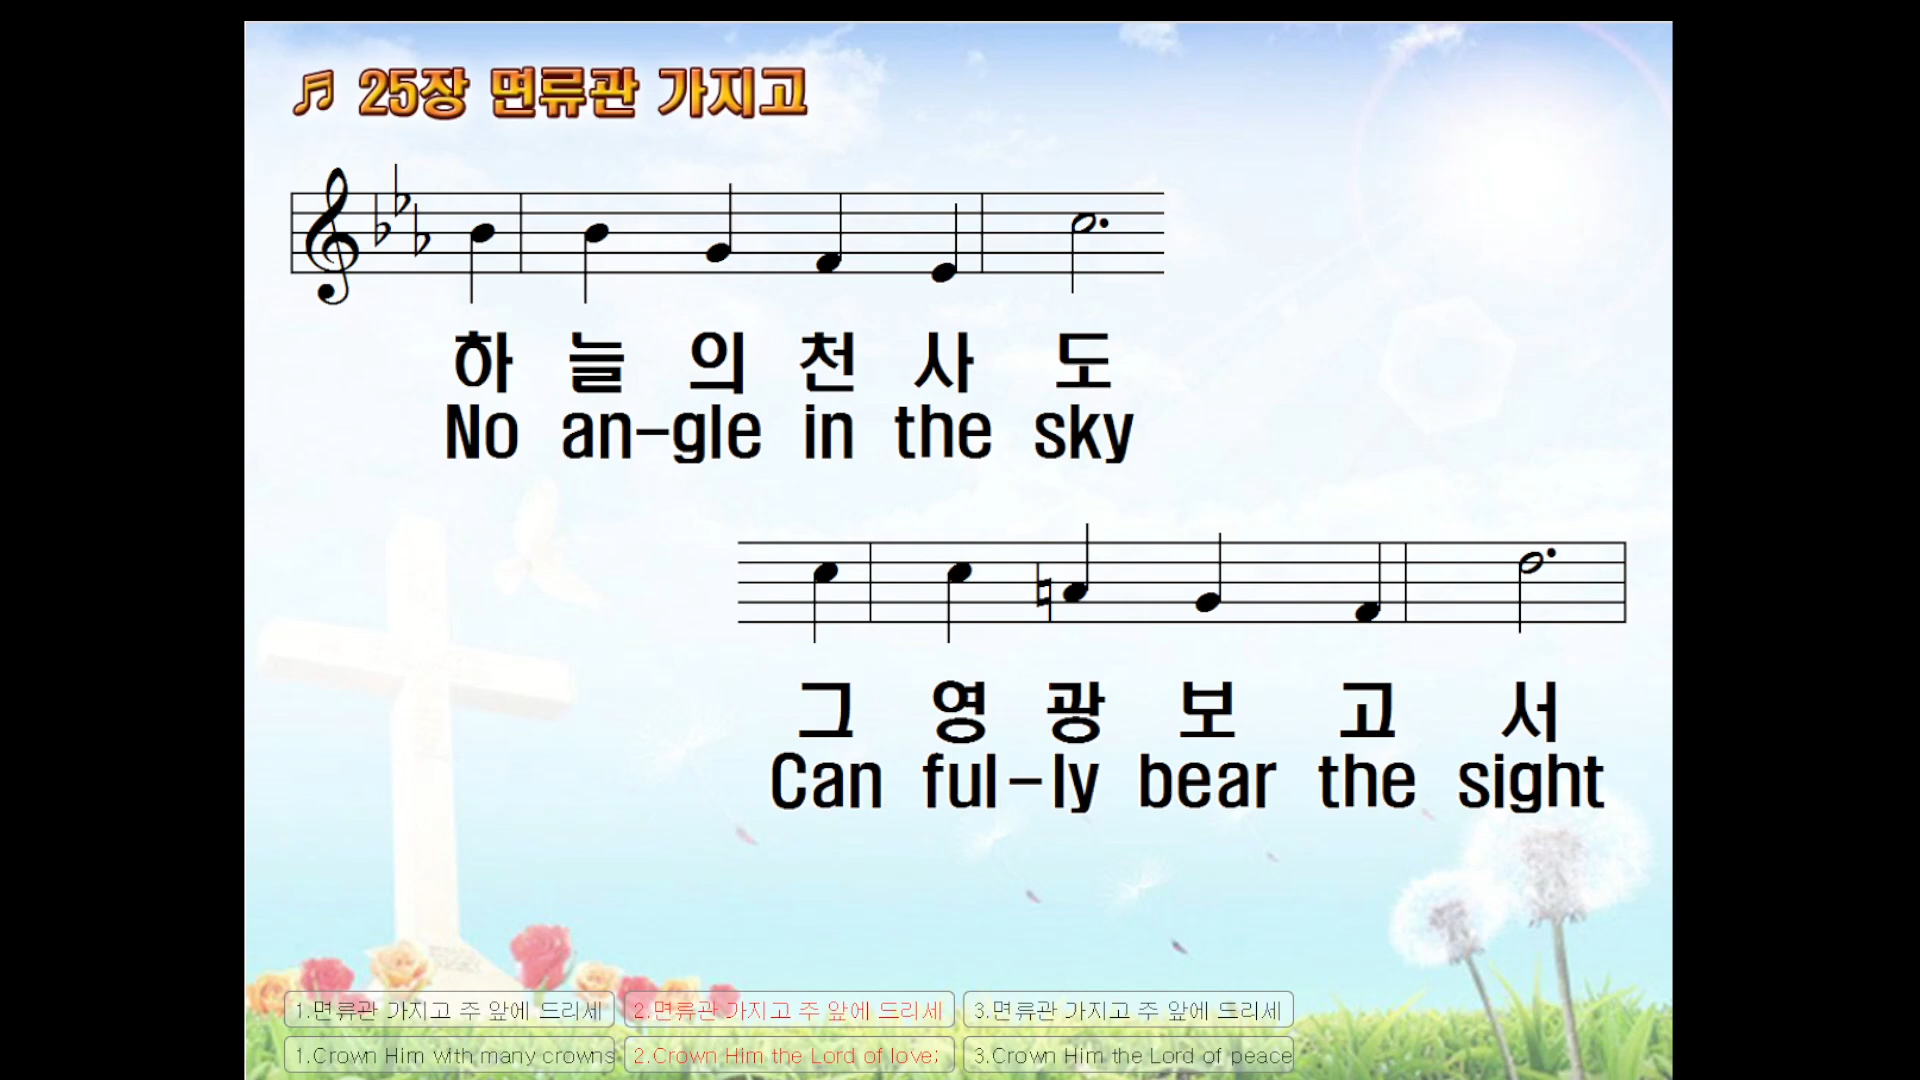 25장 면류관 가지고
하 늘 의 천 사 도
No an-gle in the sky
그 영 광 보 고 서
Can ful-ly bear the sight
1.면류관 가지고 주 앞에 드리세 2.면류관 가지고 주 앞에 드리세 3.면류관 가지고 주 앞에 드리세
1.Crown Him with many crowns 2.Crown Him the Lord of love; 3.Crown Him the Lord of peace